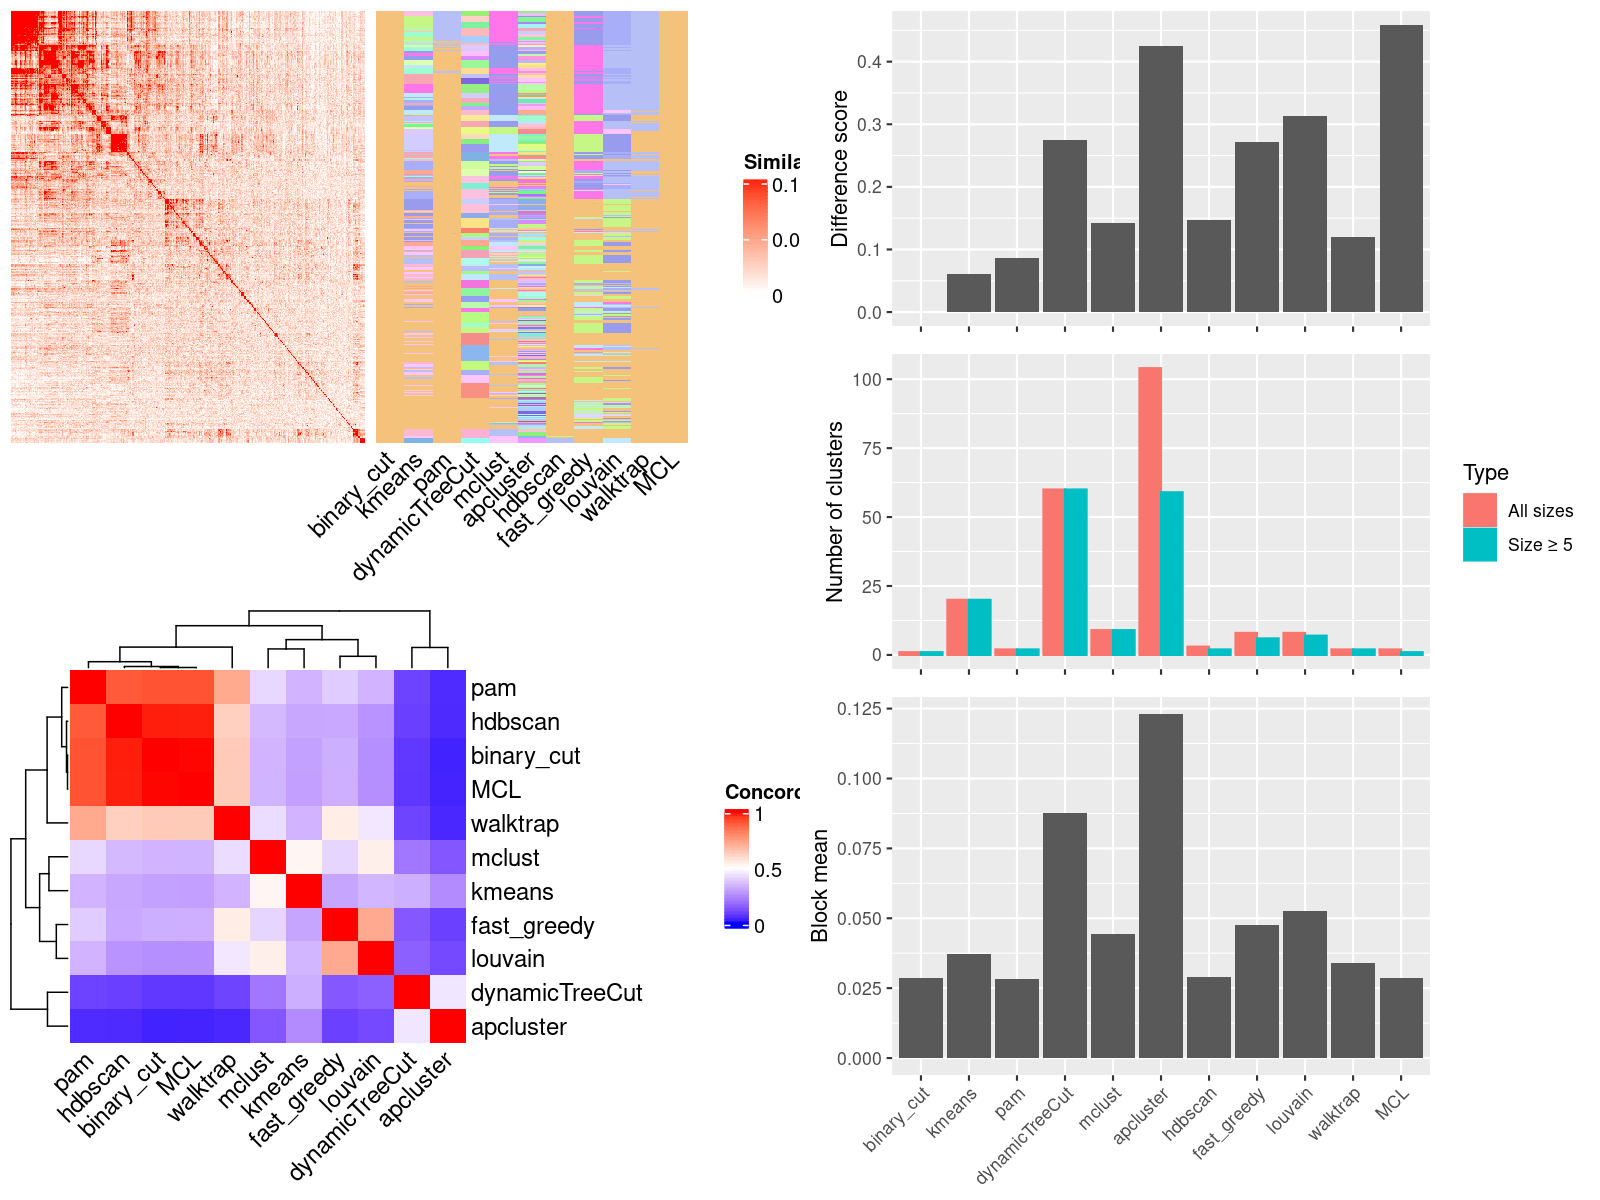 Simila
0.1
0.0
0
binary_cut
kmeans
pam
dynamicTreeCut
mclust
apcluster
hdbscan
fast_greedy
louvain
walktrap
MCL
pam
hdbscan
binary_cut
MCL
walktrap
mclust
kmeans
fast_greedy
louvain
dynamicTreeCut
apcluster
pam
hdbscan
binary_cut
MCL
walktrap
mclust
kmeans
fast_greedy
louvain
dynamicTreeCut
apcluster
Concord
1
0.5
0
Difference score
0.4
0.3
0.2
0.1
0.0
Number of clusters
100
75
50
25
0
Type
All sizes
Size ≥ 5
Block mean
0.125
0.100
0.075
0.050
0.025
0.000
binary_cut
kmeans
pam
dynamicTreeCut
mclust
apcluster
hdbscan
fast_greedy
louvain
walktrap
MCL